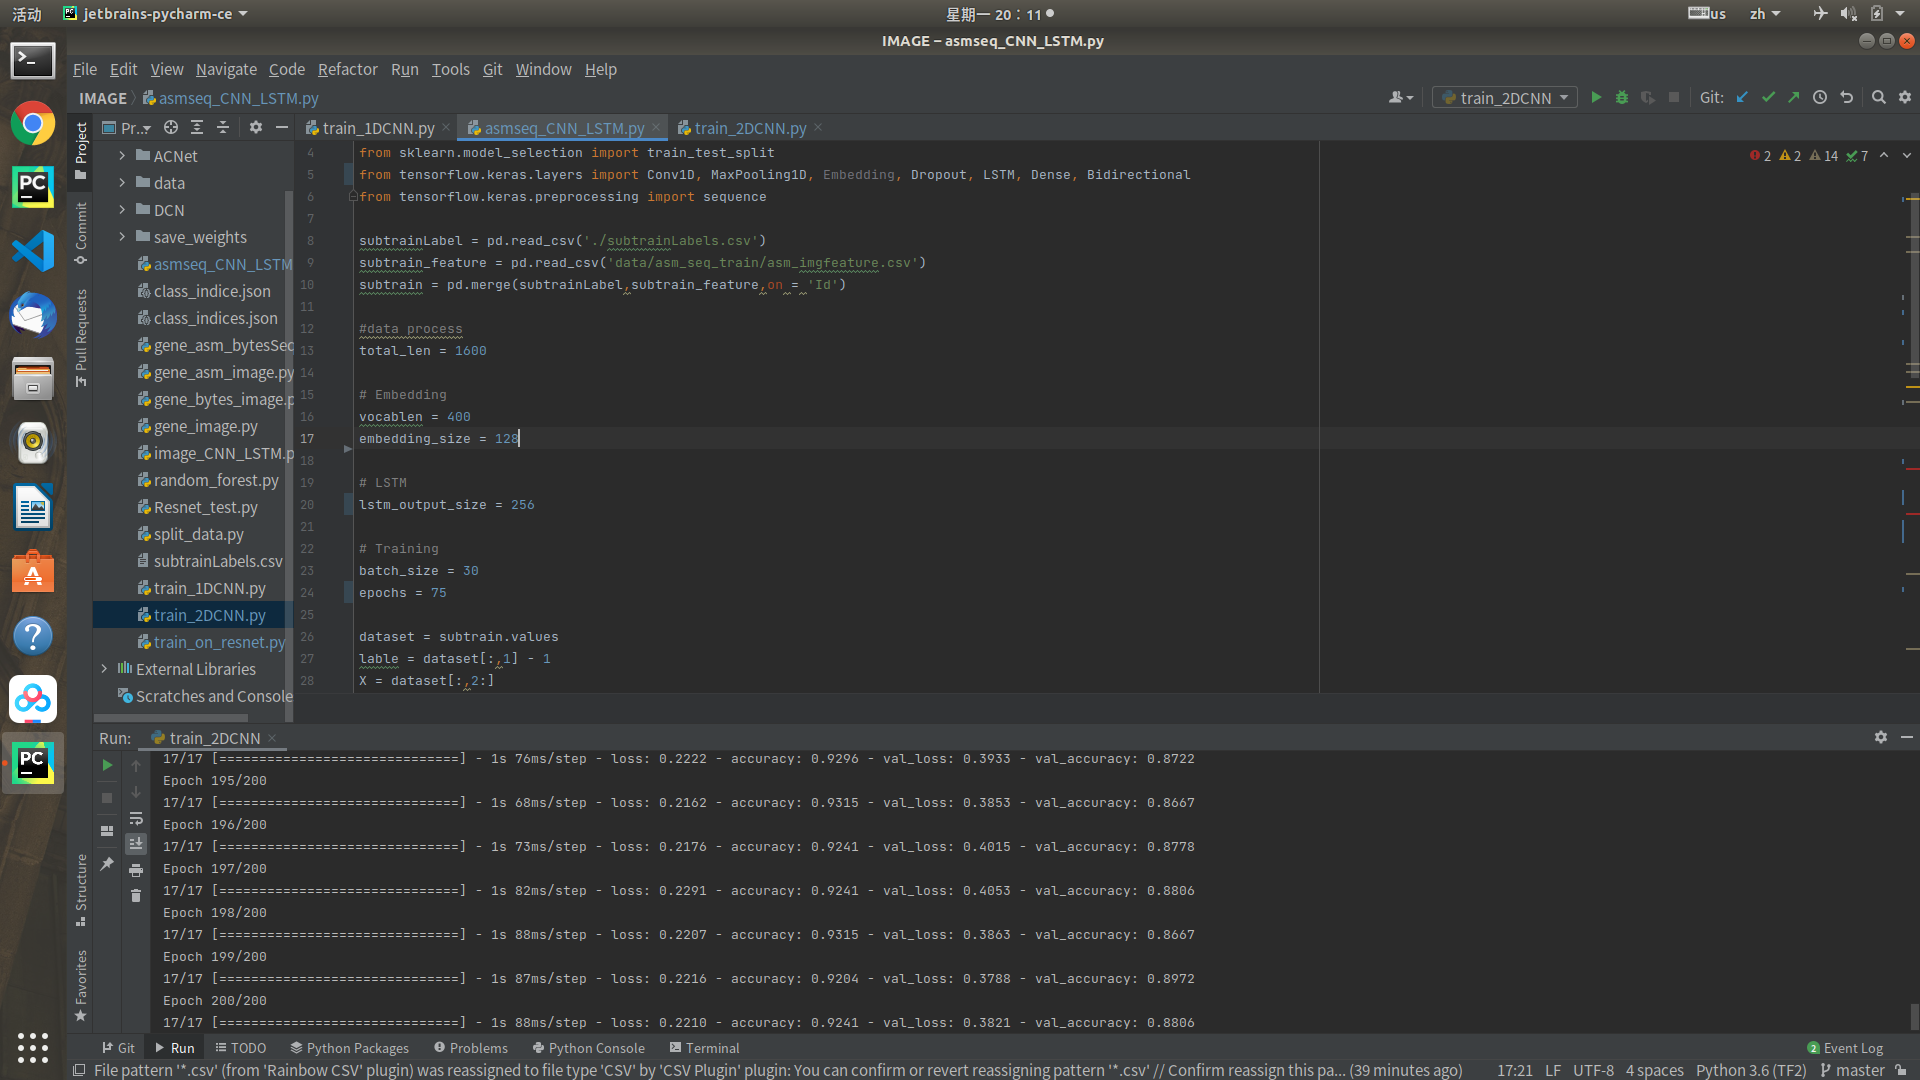 活动
jetbrains-pycharm-ce
星期一 20：11
us
zh
IMAGE – asmseq_CNN_LSTM.py
File Edit View Navigate Code Refactor Run Tools Git Window Help
IMAGE asmseq_CNN_LSTM.py
train_2DCNN
Git:
Project
Commit
Pull Requests
Structure
Favorites
Pr...
train_1DCNN.py
asmseq_CNN_LSTM.py
train_2DCNN.py
ACNet
data
DCN
save_weights
asmseq_CNN_LSTM
class_indice.json
class_indices.json
gene_asm_bytesSeq
gene_asm_image.py
gene_bytes_image.p
gene_image.py
image_CNN_LSTM.p
random_forest.py
Resnet_test.py
split_data.py
subtrainLabels.csv
train_1DCNN.py
train_2DCNN.py
train_on_resnet.py
External Libraries
Scratches and Console
2 2 14 7
4 from sklearn.model_selection import train_test_split
5 from tensorflow.keras.layers import Conv1D, MaxPooling1D, Embedding, Dropout, LSTM, Dense, Bidirectional
6 from tensorflow.keras.preprocessing import sequence
7
8 subtrainLabel = pd.read_csv('./subtrainLabels.csv')
9 subtrain_feature = pd.read_csv('data/asm_seq_train/asm_imgfeature.csv')
10 subtrain = pd.merge(subtrainLabel,subtrain_feature,on = 'Id')
11
12 #data process
13 total_len = 1600
14
15 # Embedding
16 vocablen = 400
17 embedding_size = 128
18
19 # LSTM
20 lstm_output_size = 256
21
22 # Training
23 batch_size = 30
24 epochs = 75
25
26 dataset = subtrain.values
27 lable = dataset[:,1] - 1
28 X = dataset[:,2:]
Run: train_2DCNN
17/17 [==============================] - 1s 76ms/step - loss: 0.2222 - accuracy: 0.9296 - val_loss: 0.3933 - val_accuracy: 0.8722
Epoch 195/200
17/17 [==============================] - 1s 68ms/step - loss: 0.2162 - accuracy: 0.9315 - val_loss: 0.3853 - val_accuracy: 0.8667
Epoch 196/200
17/17 [==============================] - 1s 73ms/step - loss: 0.2176 - accuracy: 0.9241 - val_loss: 0.4015 - val_accuracy: 0.8778
Epoch 197/200
17/17 [==============================] - 1s 82ms/step - loss: 0.2291 - accuracy: 0.9241 - val_loss: 0.4053 - val_accuracy: 0.8806
Epoch 198/200
17/17 [==============================] - 1s 88ms/step - loss: 0.2207 - accuracy: 0.9315 - val_loss: 0.3863 - val_accuracy: 0.8667
Epoch 199/200
17/17 [==============================] - 1s 87ms/step - loss: 0.2216 - accuracy: 0.9204 - val_loss: 0.3788 - val_accuracy: 0.8972
Epoch 200/200
17/17 [==============================] - 1s 88ms/step - loss: 0.2210 - accuracy: 0.9241 - val_loss: 0.3821 - val_accuracy: 0.8806
Git Run TODO Python Packages Problems Python Console Terminal
2 Event Log
File pattern '*.csv' (from 'Rainbow CSV' plugin) was reassigned to file type 'CSV' by 'CSV Plugin' plugin: You can confirm or revert reassigning pattern '*.csv' // Confirm reassign this pa... (39 minutes ago)
17:21 LF UTF-8 4 spaces Python 3.6 (TF2) master